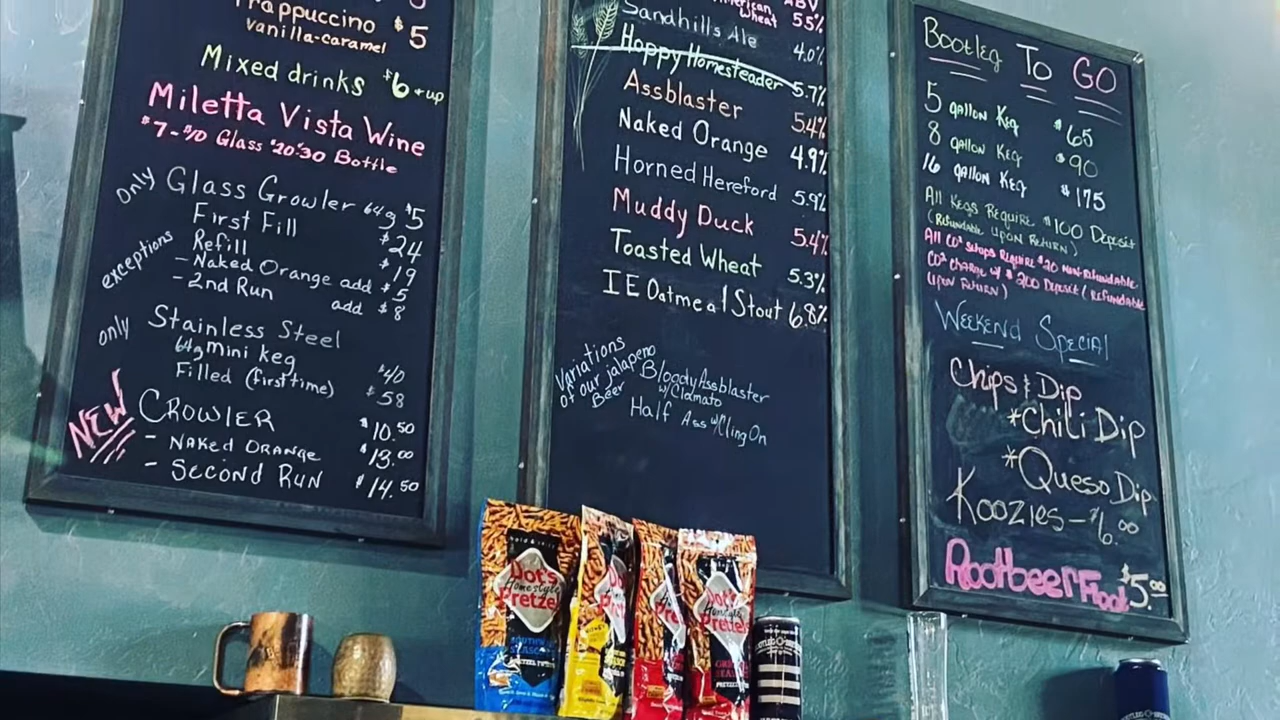 Frappuccino $5
vanilla-caramel
Mixed drinks $6+up
Miletta Vista Wine
$7-$10 Glass $20-$30 Bottle
only Glass Growler 64g $5
First Fill $24
Refill $19
exceptions
- Naked Orange add $5
- 2nd Run add $8
only Stainless Steel
64g mini keg $40
Filled (first time) $58
NEW
CROWLER $10.50
- NAKED ORANGE $13.00
- SECOND RUN $14.50
ABV
American Wheat 5.5%
Sandhills Ale 4.0%
Hoppy Homesteader 5.7%
Assblaster 5.4%
Naked Orange 4.9%
Horned Hereford 5.9%
Muddy Duck 5.4%
Toasted Wheat 5.3%
IE Oatmeal Stout 6.8%
Variations
of our jalapeno
Beer
Bloody Assblaster
w/Clamato
Half Ass w/Cling On
Bootleg To GO
5 gallon Keg $65
8 gallon Keg $90
16 gallon Keg $175
All Kegs Require $100 Deposit
(Refundable Upon Return)
All CO² setups Require $20 Non-Refundable
CO² Charge w/ $200 Deposit (Refundable
Upon Return)
WEEKEND Special
Chips & Dip
*Chili Dip
*Queso Dip
Koozies - $6.00
Rootbeer Float $5.00
Dot's
Homestyle
Pretzels
Dot's
Pretzels
Dot's
Homestyle
Pretzels